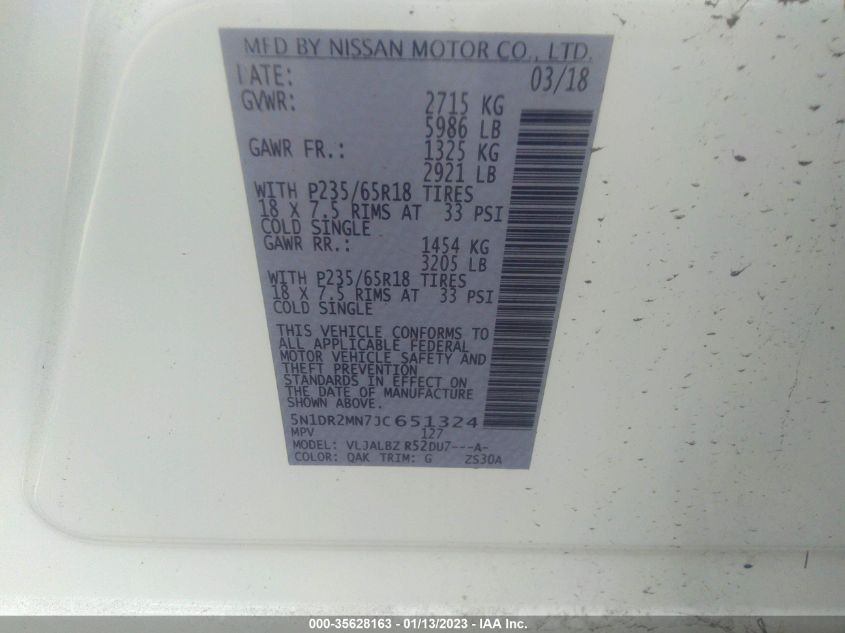 MFD BY NISSAN MOTOR CO., LTD.
DATE: 03/18
GVWR: 2715 KG
5986 LB
GAWR FR.: 1325 KG
2921 LB
WITH P235/65R18 TIRES
18 X 7.5 RIMS AT 33 PSI
COLD SINGLE
GAWR RR.: 1454 KG
3205 LB
WITH P235/65R18 TIRES
18 X 7.5 RIMS AT 33 PSI
COLD SINGLE
THIS VEHICLE CONFORMS TO
ALL APPLICABLE FEDERAL
MOTOR VEHICLE SAFETY AND
THEFT PREVENTION
STANDARDS IN EFFECT ON
THE DATE OF MANUFACTURE
SHOWN ABOVE.
5N1DR2MN7JC651324
MPV 127
MODEL: VLJALBZ R52DU7---A-
COLOR: QAK TRIM: G ZS30A
000-35628163 - 01/13/2023 - IAA Inc.